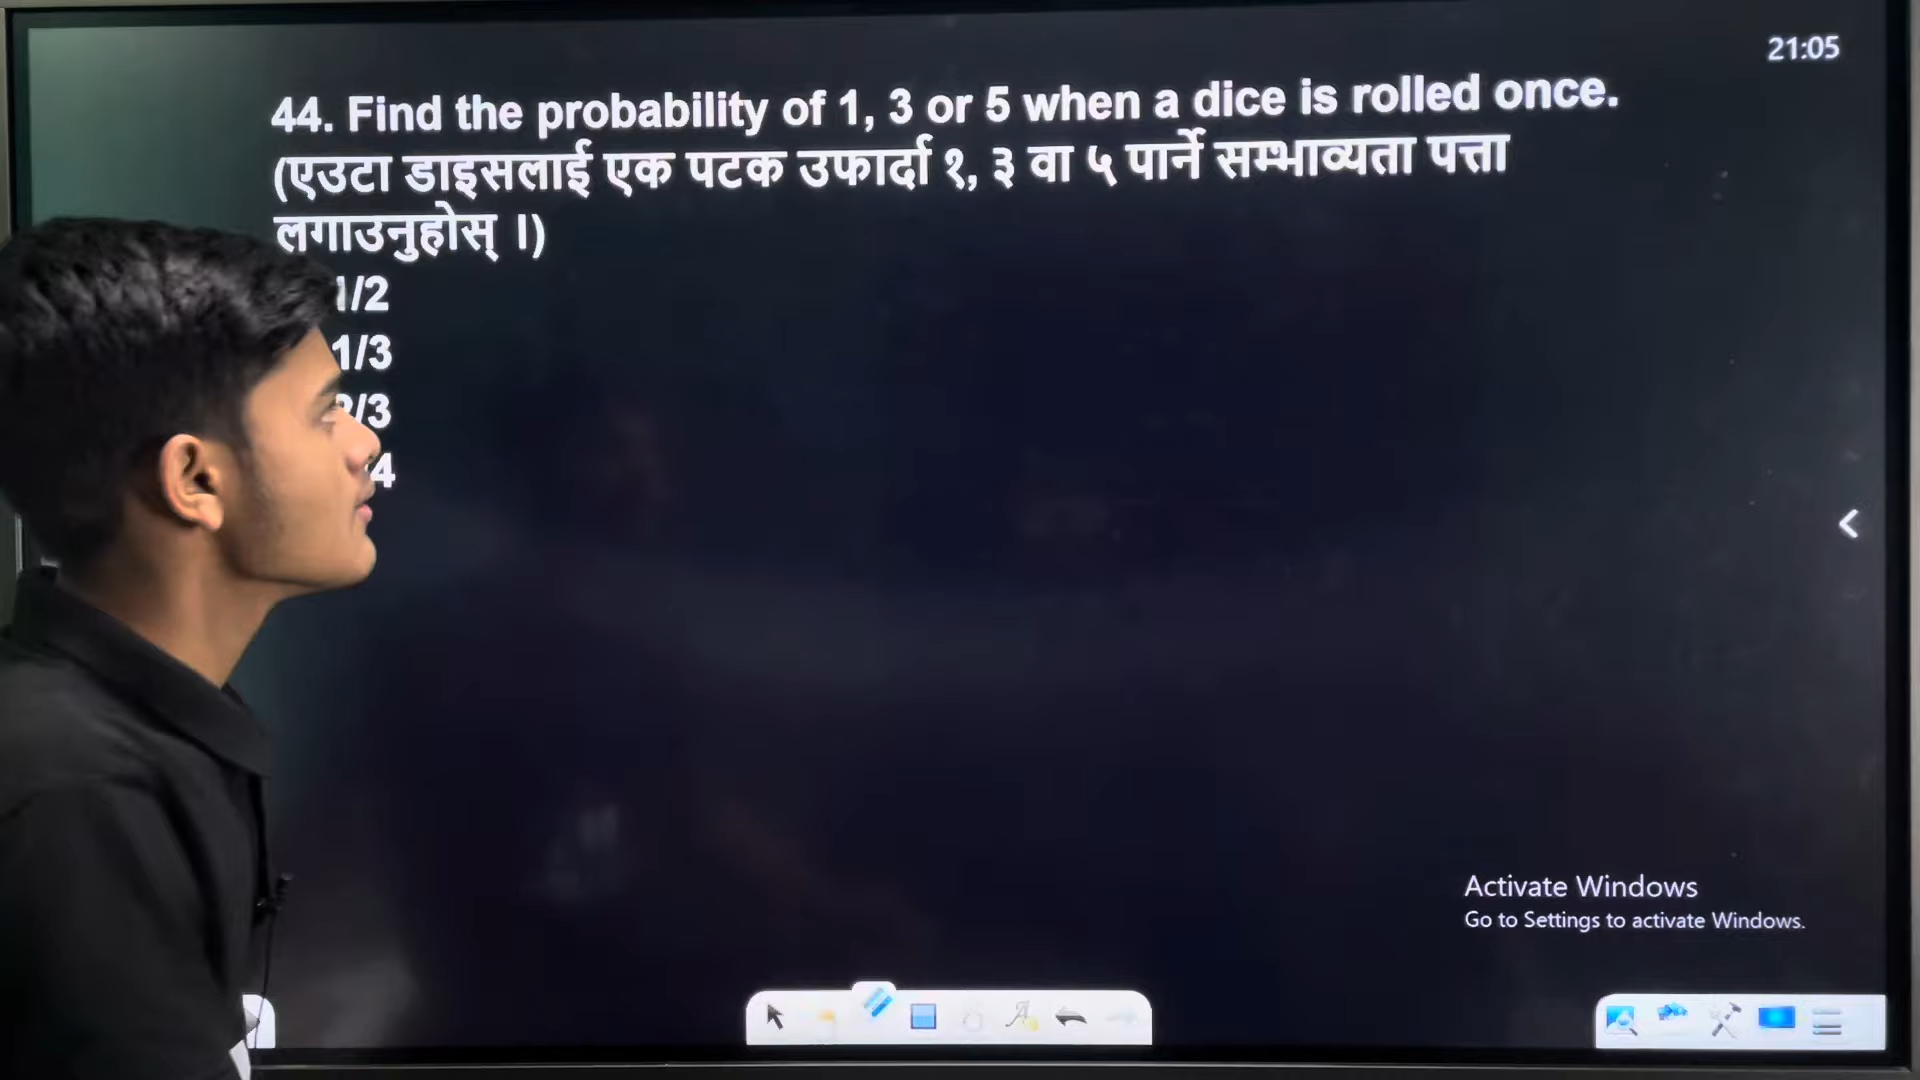 21:05
44. Find the probability of 1, 3 or 5 when a dice is rolled once.
(एउटा डाइसलाई एक पटक उफार्दा १, ३ वा ५ पार्ने सम्भाव्यता पत्ता
लगाउनुहोस् ।)
1/2
1/3
2/3
4
<
Activate Windows
Go to Settings to activate Windows.